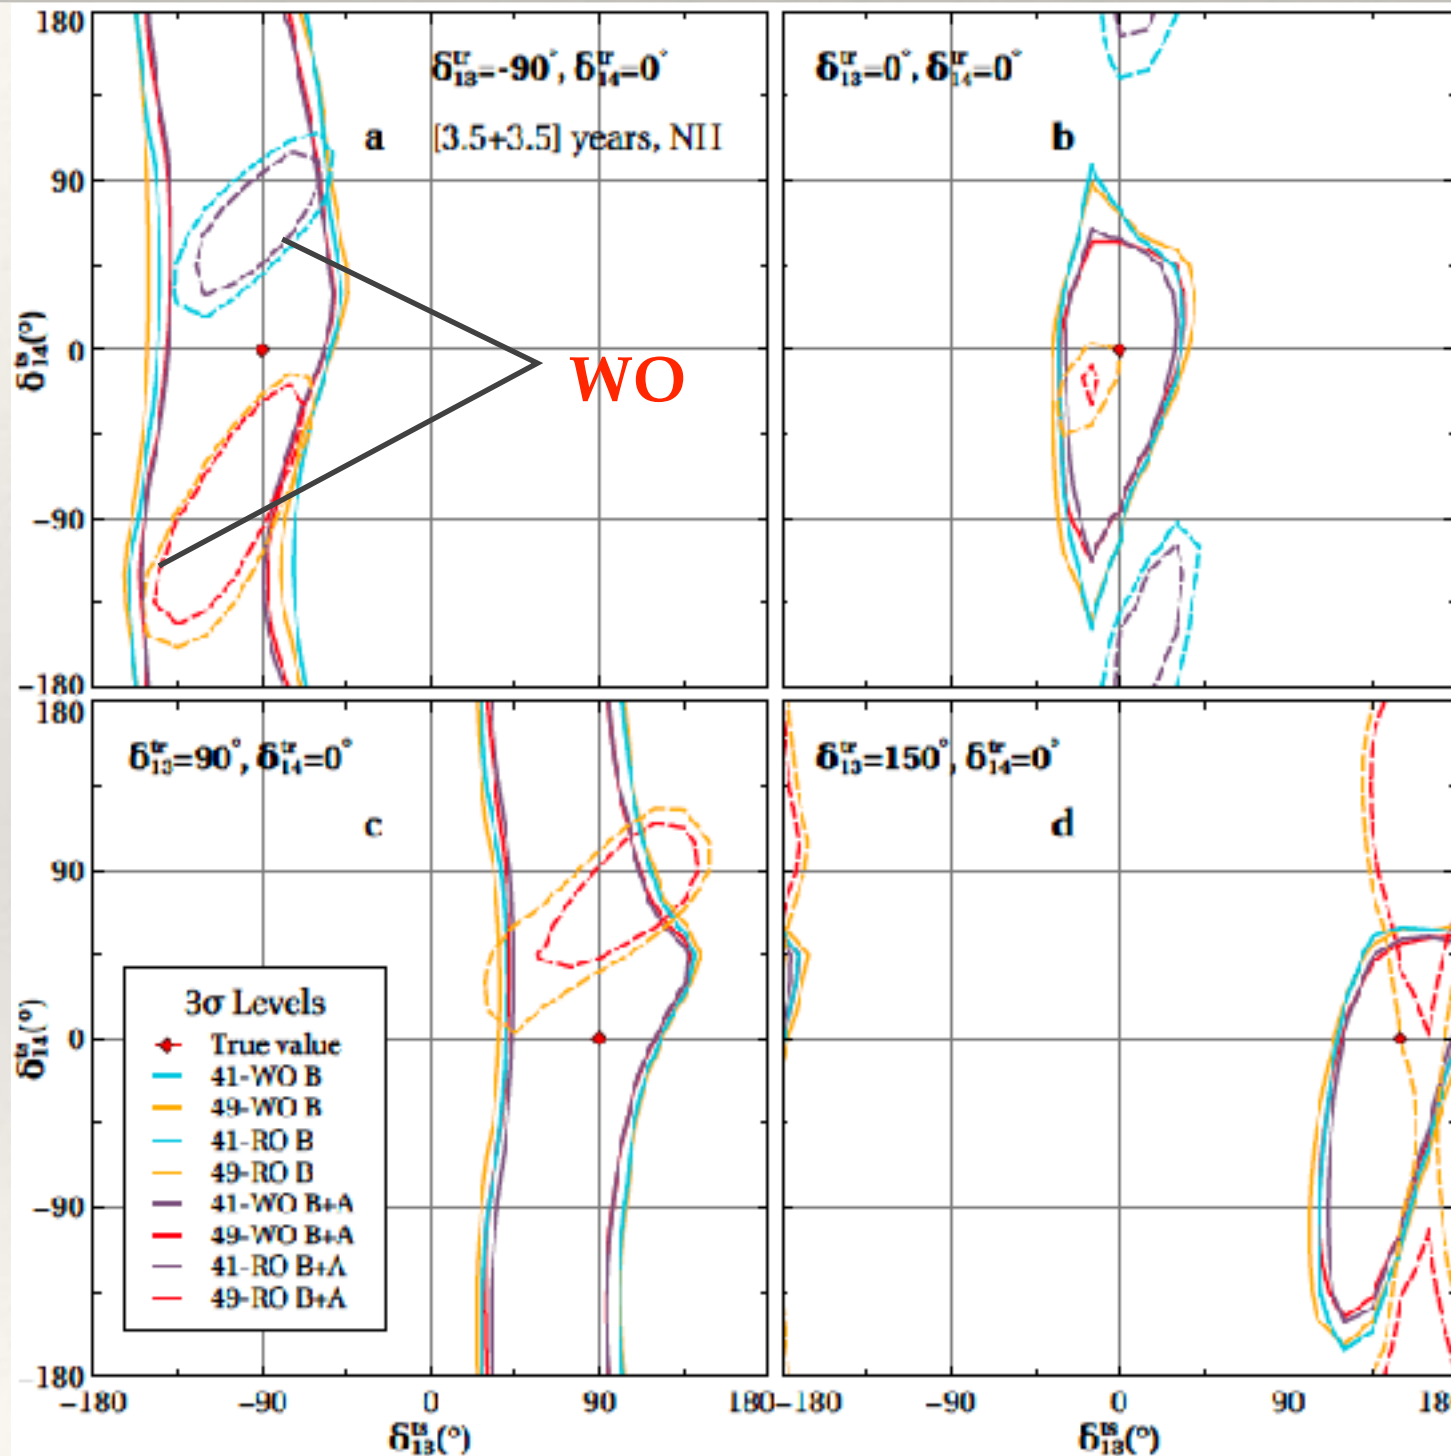 180
δ₁₃ᵗʳ=-90°, δ₁₄ᵗʳ=0°
δ₁₃ᵗʳ=0°, δ₁₄ᵗʳ=0°
a
[3.5+3.5] years, NH
b
90
δ₁₄ᵗˢ(°)
0
WO
−90
−180
180
δ₁₃ᵗʳ=90°, δ₁₄ᵗʳ=0°
δ₁₃ᵗʳ=150°, δ₁₄ᵗʳ=0°
c
d
90
3σ Levels
True value
41-WO B
49-WO B
41-RO B
49-RO B
41-WO B+A
49-WO B+A
41-RO B+A
49-RO B+A
δ₁₄ᵗˢ(°)
0
−90
−180
−180
−90
0
90
180
−180
−90
0
90
180
δ₁₃ᵗˢ(°)
δ₁₃ᵗˢ(°)